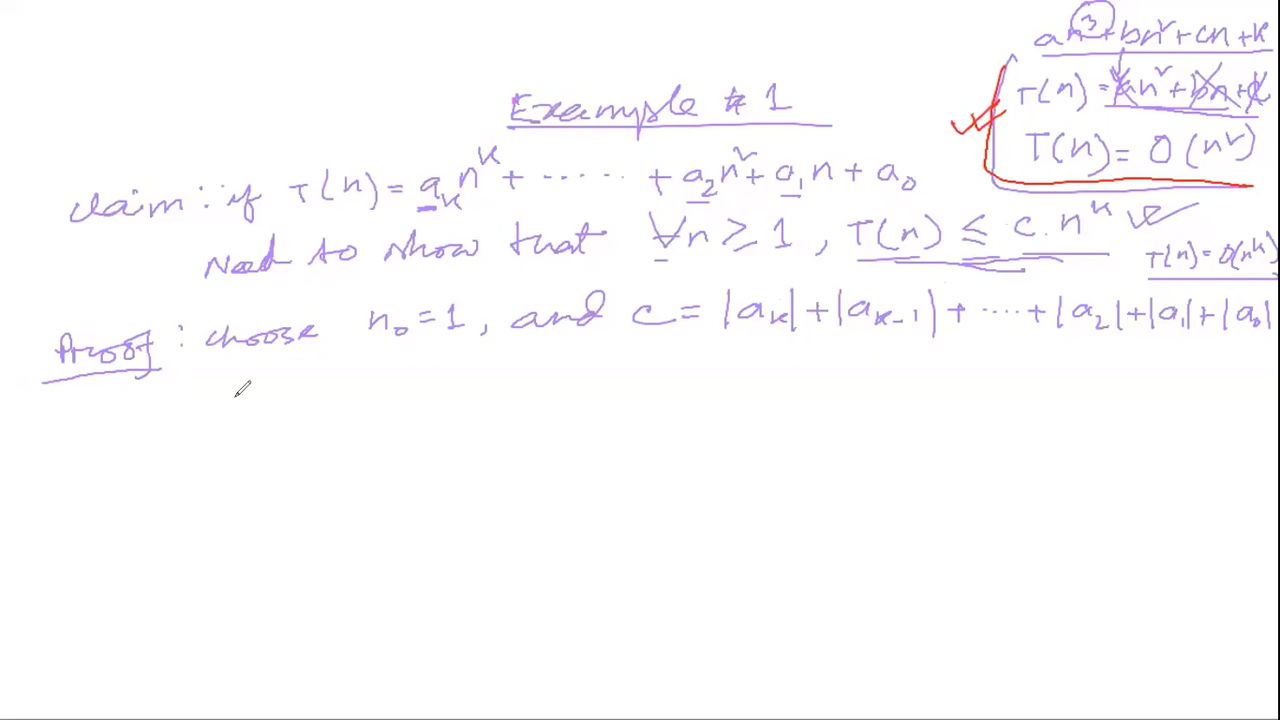 an³ + bn² + cn + k
T(n) = an² + bn + c
T(n) = O(n²)
Example # 1
Claim : if T(n) = aₖnᵏ + ...... + a₂n² + a₁n + a₀
Need to show that ∀n ≥ 1, T(n) ≤ c. nᵏ
T(n) = O(nᵏ)
Proof : choose n₀ = 1, and c = |aₖ| + |aₖ₋₁| + ..... + |a₂| + |a₁| + |a₀|